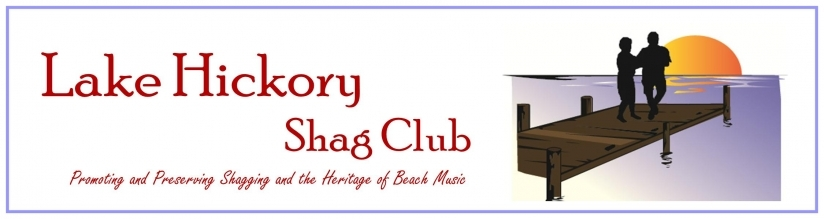 Lake Hickory
Shag Club
Promoting and Preserving Shagging and the Heritage of Beach Music